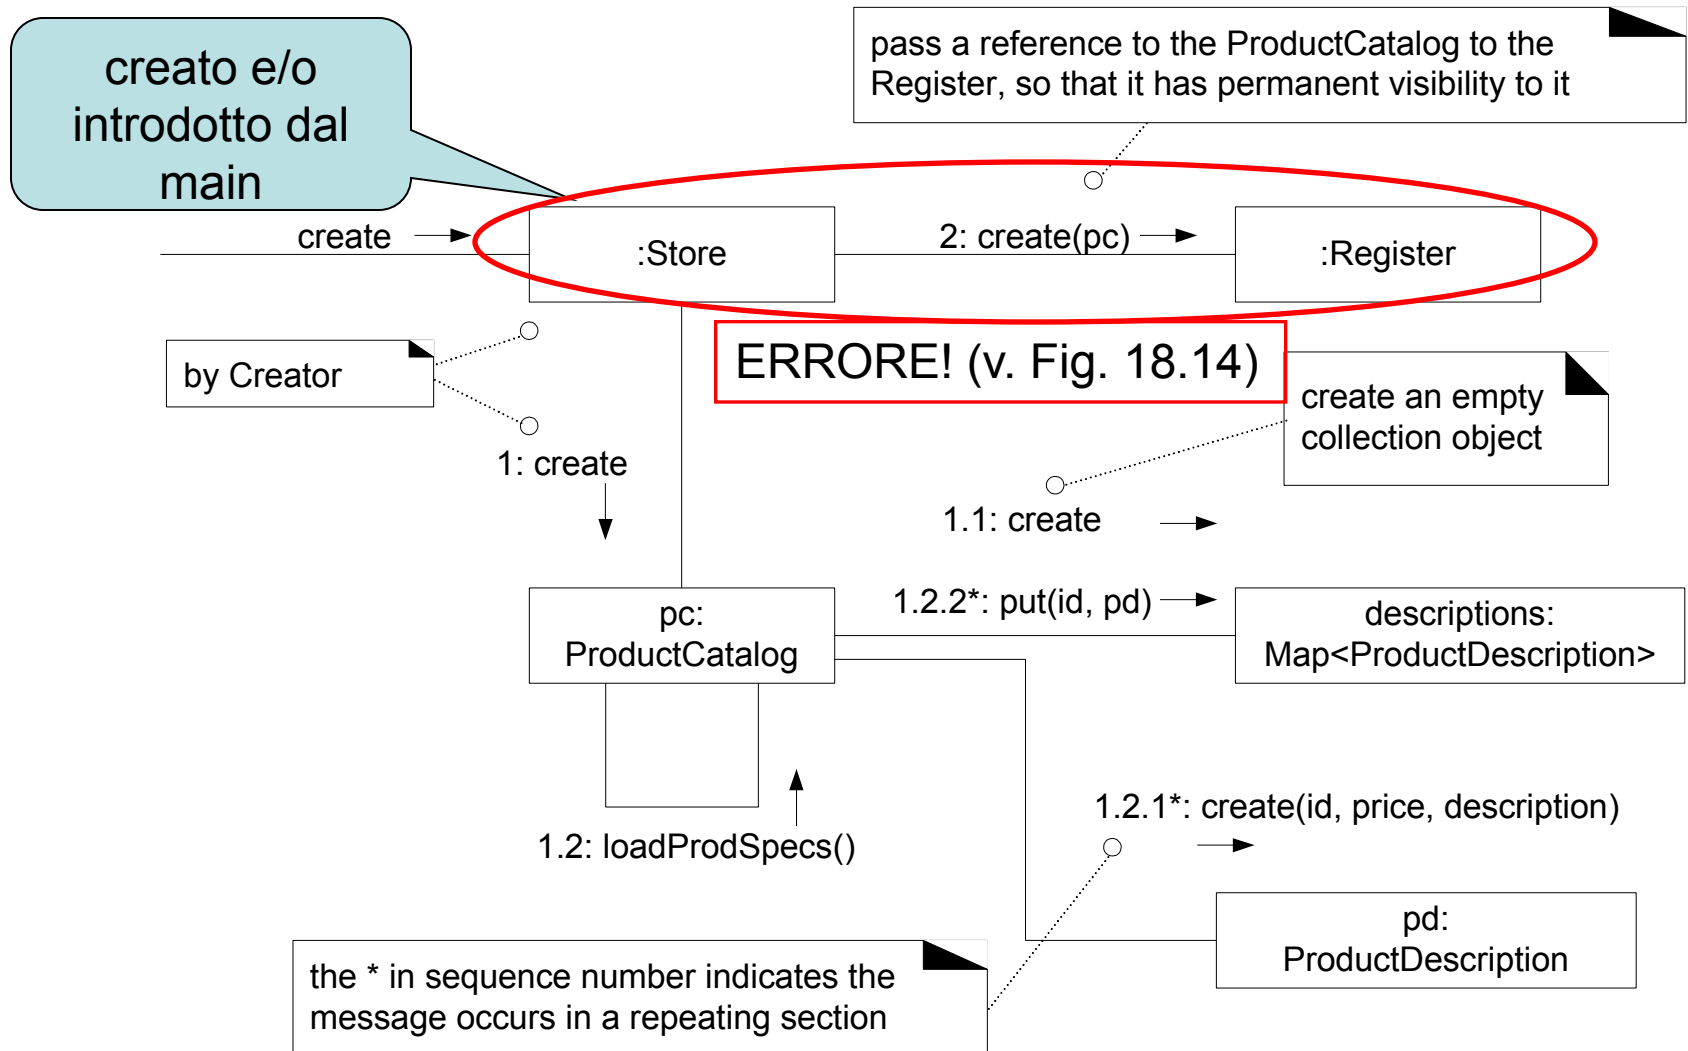 creato e/o
introdotto dal
main
pass a reference to the ProductCatalog to the
Register, so that it has permanent visibility to it
create
:Store
2: create(pc)
:Register
by Creator
ERRORE! (v. Fig. 18.14)
create an empty
collection object
1: create
1.1: create
1.2.2*: put(id, pd)
pc:
ProductCatalog
descriptions:
Map<ProductDescription>
1.2: loadProdSpecs()
1.2.1*: create(id, price, description)
pd:
ProductDescription
the * in sequence number indicates the
message occurs in a repeating section